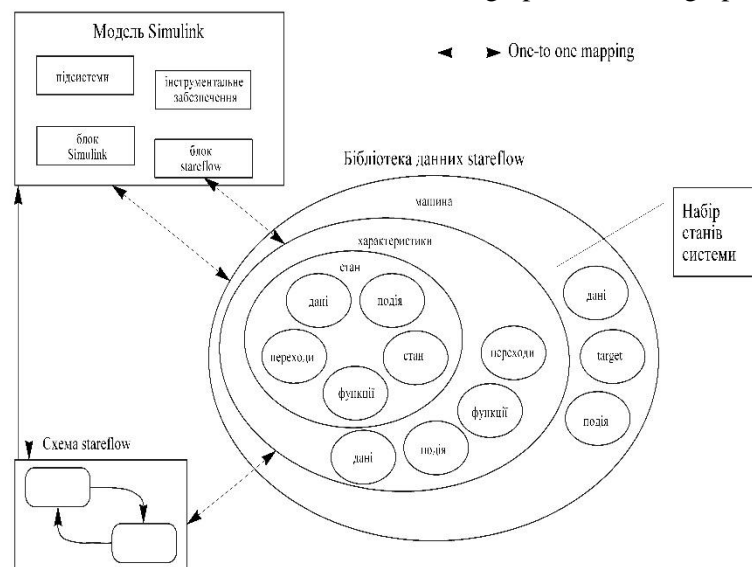 Модель Simulink
One-to one mapping
підсистеми
інструментальне
забезпечення
блок
Simulink
блок
stareflow
Бібліотека данних stareflow
машина
Набір
станів
системи
характеристики
стан
дані
подія
дані
переходи
стан
переходи
target
функції
функції
подія
подія
дані
Схема stareflow